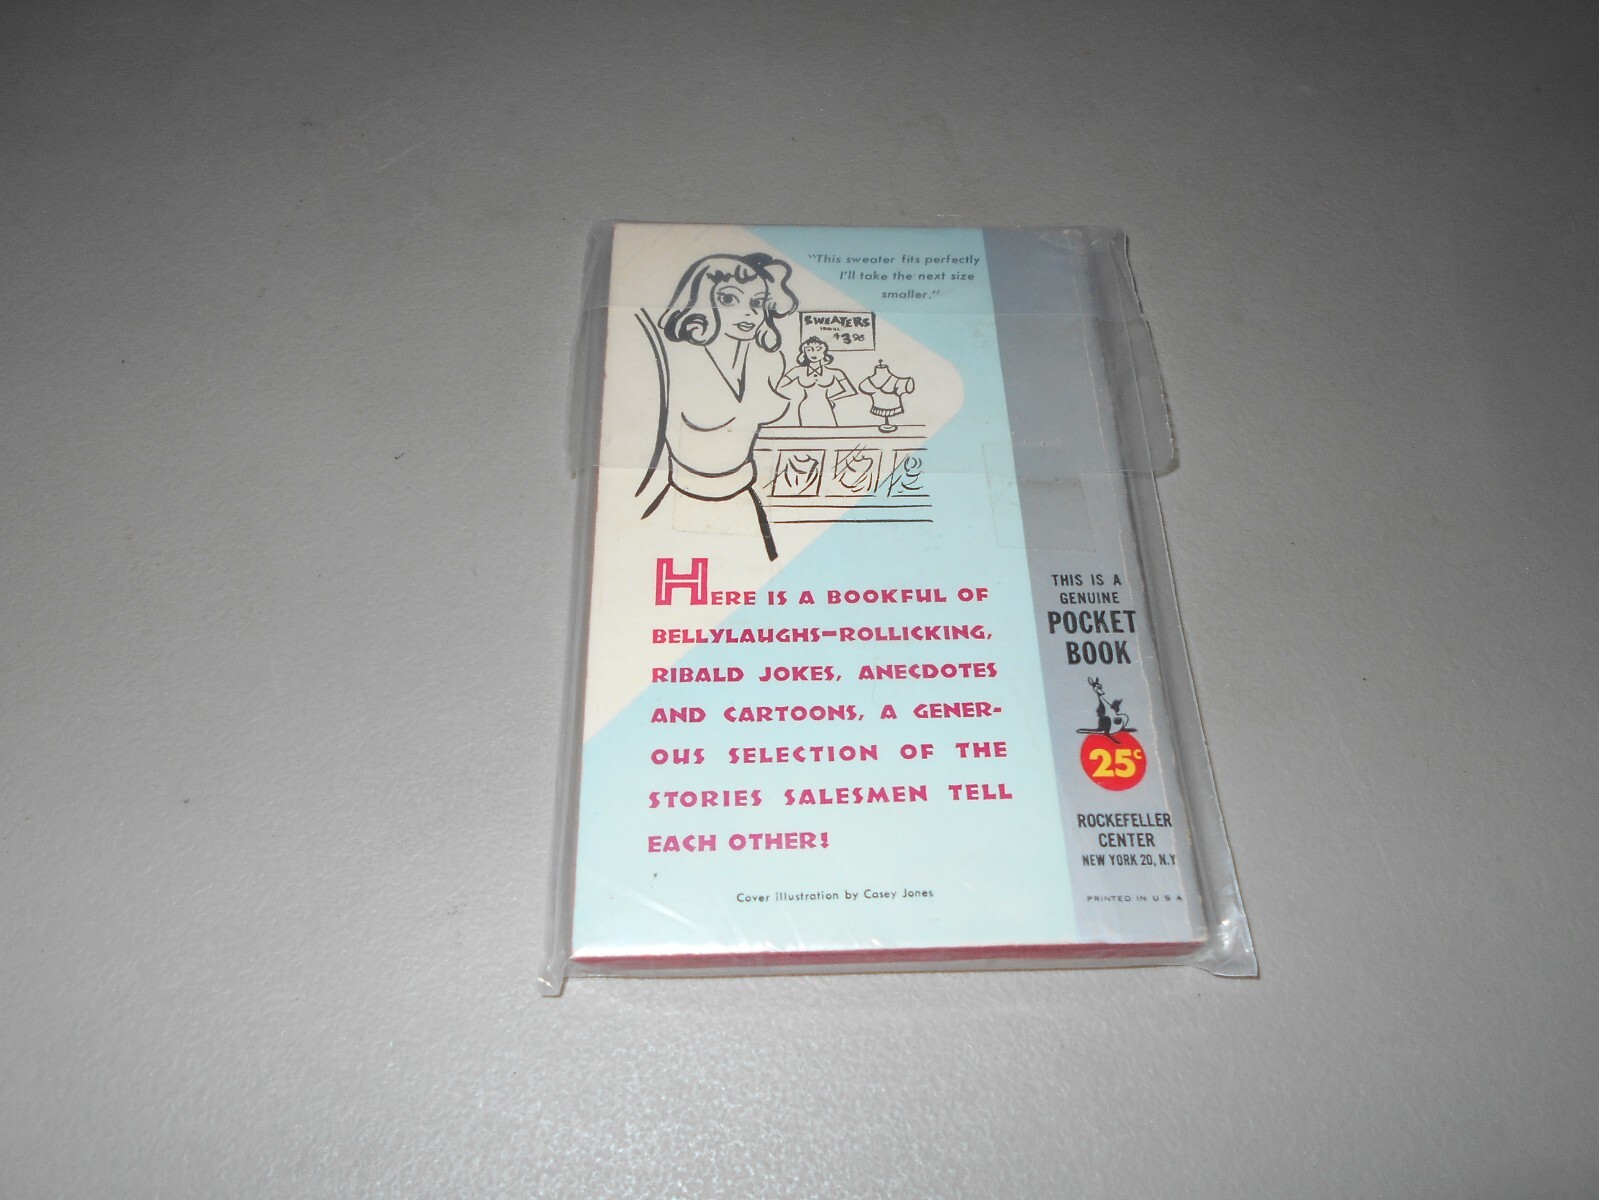 "This sweater fits perfectly
I'll take the next size
smaller."
SWEATERS
$3.98
HERE IS A BOOKFUL OF
BELLYLAUGHS—ROLLICKING,
RIBALD JOKES, ANECDOTES
AND CARTOONS, A GENER-
OUS SELECTION OF THE
STORIES SALESMEN TELL
EACH OTHER!
Cover illustration by Casey Jones
THIS IS A
GENUINE
POCKET
BOOK
25c
ROCKEFELLER
CENTER
NEW YORK 20, N.Y
PRINTED IN U S A